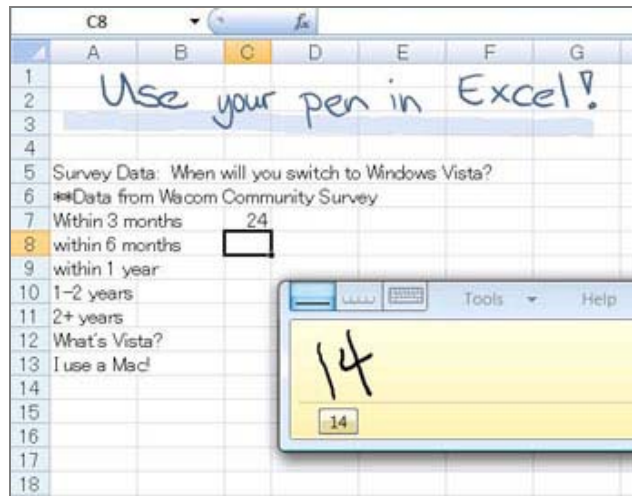 C8 fx
A B C D E F G
1
2 Use your pen in Excel!
3
4
5 Survey Data: When will you switch to Windows Vista?
6 **Data from Wacom Community Survey
7 Within 3 months 24
8 within 6 months
9 within 1 year
10 1-2 years Tools Help
11 2+ years
12 What's Vista?
13 I use a Mac! 14
14
15 14
16
17
18